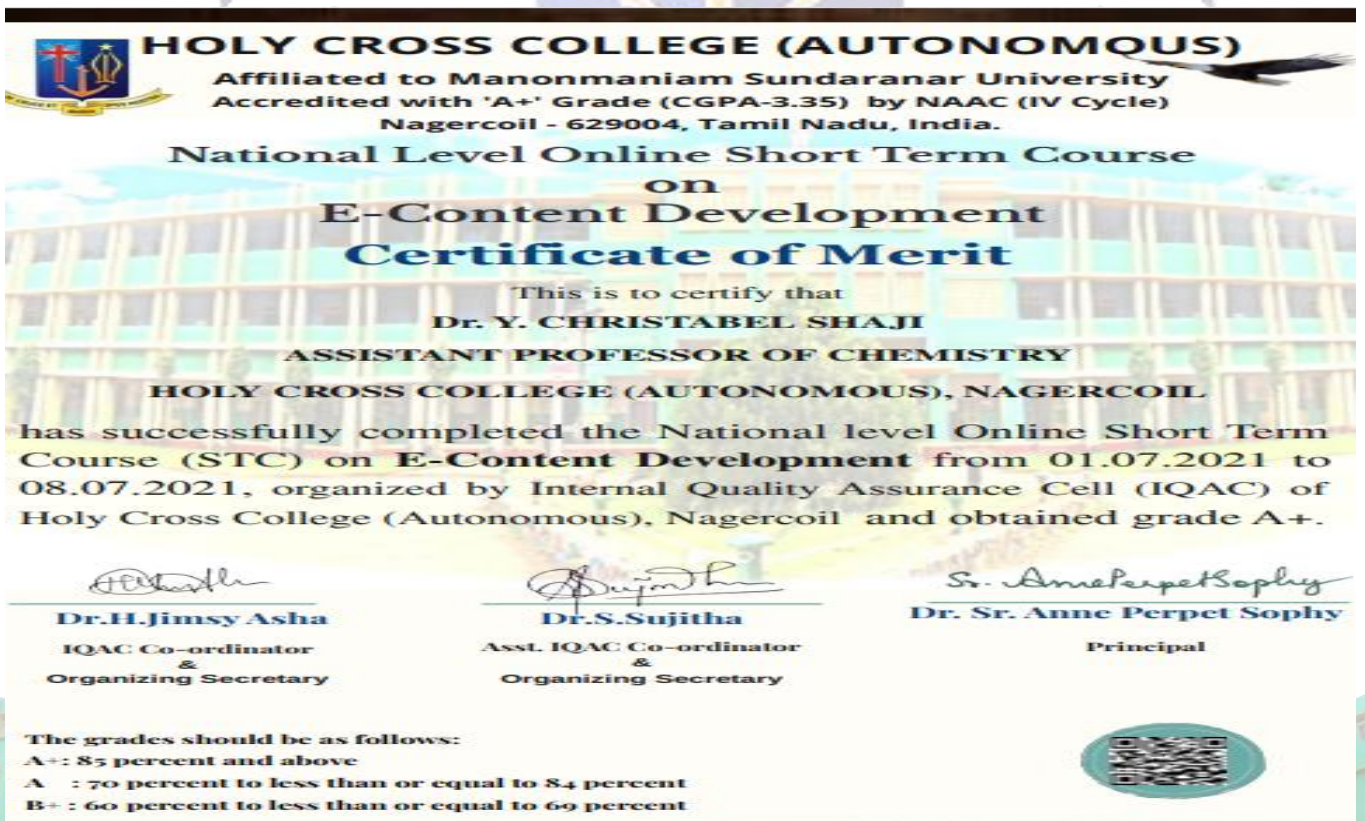 HOLY CROSS COLLEGE (AUTONOMOUS)
Affiliated to Manonmaniam Sundaranar University
Accredited with 'A+' Grade (CGPA-3.35) by NAAC (IV Cycle)
Nagercoil - 629004, Tamil Nadu, India.
National Level Online Short Term Course
on
E-Content Development
Certificate of Merit
This is to certify that
Dr. Y. CHRISTABEL SHAJI
ASSISTANT PROFESSOR OF CHEMISTRY
HOLY CROSS COLLEGE (AUTONOMOUS), NAGERCOIL
has successfully completed the National level Online Short Term
Course (STC) on E-Content Development from 01.07.2021 to
08.07.2021, organized by Internal Quality Assurance Cell (IQAC) of
Holy Cross College (Autonomous), Nagercoil and obtained grade A+.
Sr. AnnePerpetSophy
Dr.H.Jimsy Asha
Dr.S.Sujitha
Dr. Sr. Anne Perpet Sophy
IQAC Co-ordinator
&
Organizing Secretary
Asst. IQAC Co-ordinator
&
Organizing Secretary
Principal
The grades should be as follows:
A+: 85 percent and above
A : 70 percent to less than or equal to 84 percent
B+ : 60 percent to less than or equal to 69 percent